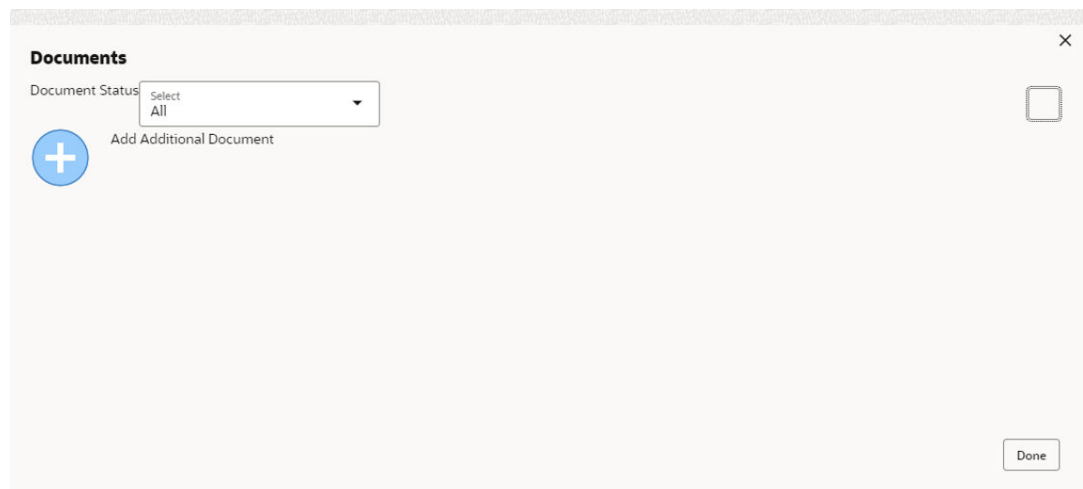 Documents
Document Status
Select
All
Add Additional Document
Done